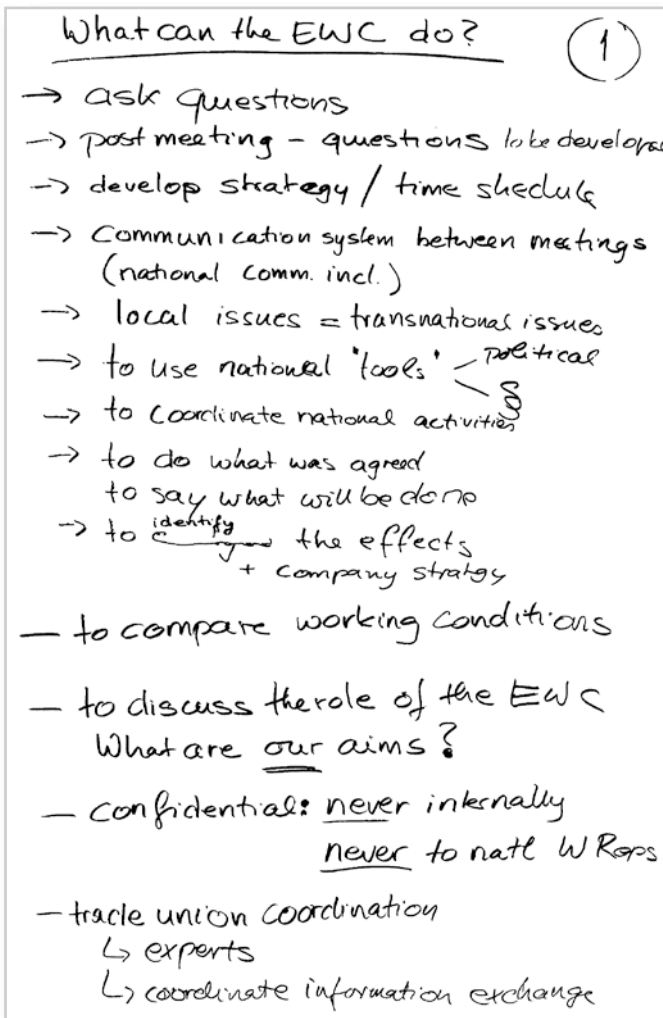 What can the EWC do?
1
→ ask questions
→ post meeting – questions to be develope
→ develop strategy / time shedule
→ communication system between meetings
(national comm. incl.)
→ local issues = transnational issues
→ to use national 'tools' political
§
→ to coordinate national activities
→ to do what was agreed
to say what will be done
→ to identify the effects
+ company stratgy
– to compare working conditions
– to discuss the role of the EWC
What are our aims?
– confidential: never internally
never to natl WReps
– trade union coordination
↳ experts
↳ coordinate information exchange